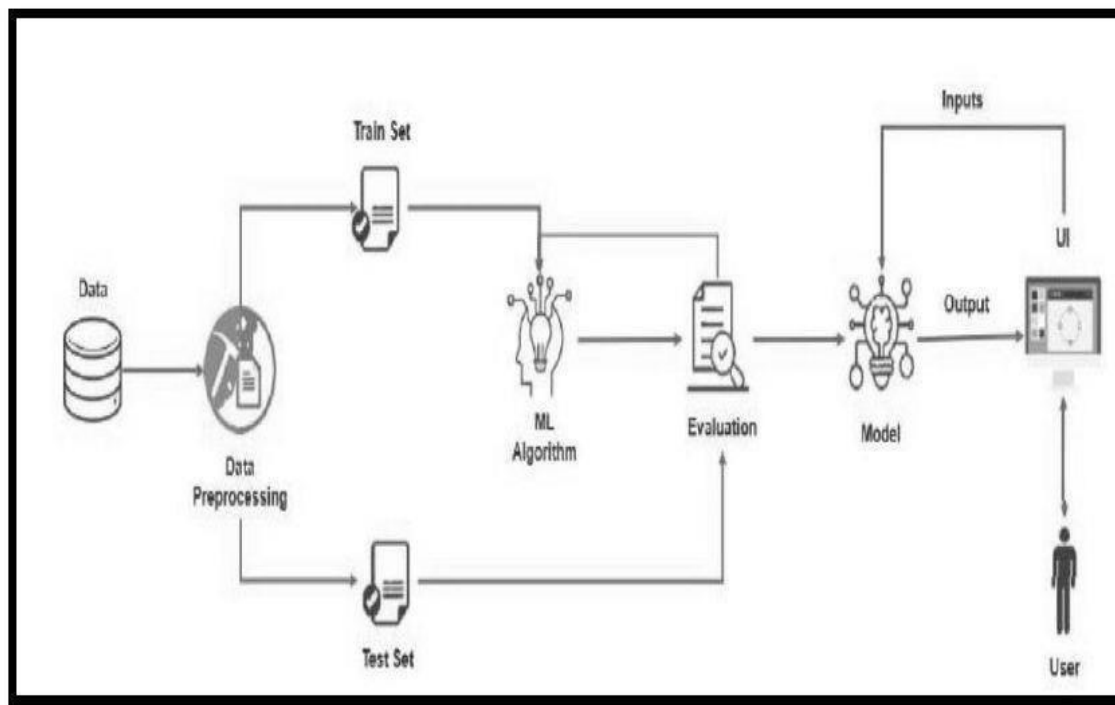 Inputs
Train Set
UI
Data
Output
ML
Algorithm
Evaluation
Model
Data
Preprocessing
Test Set
User